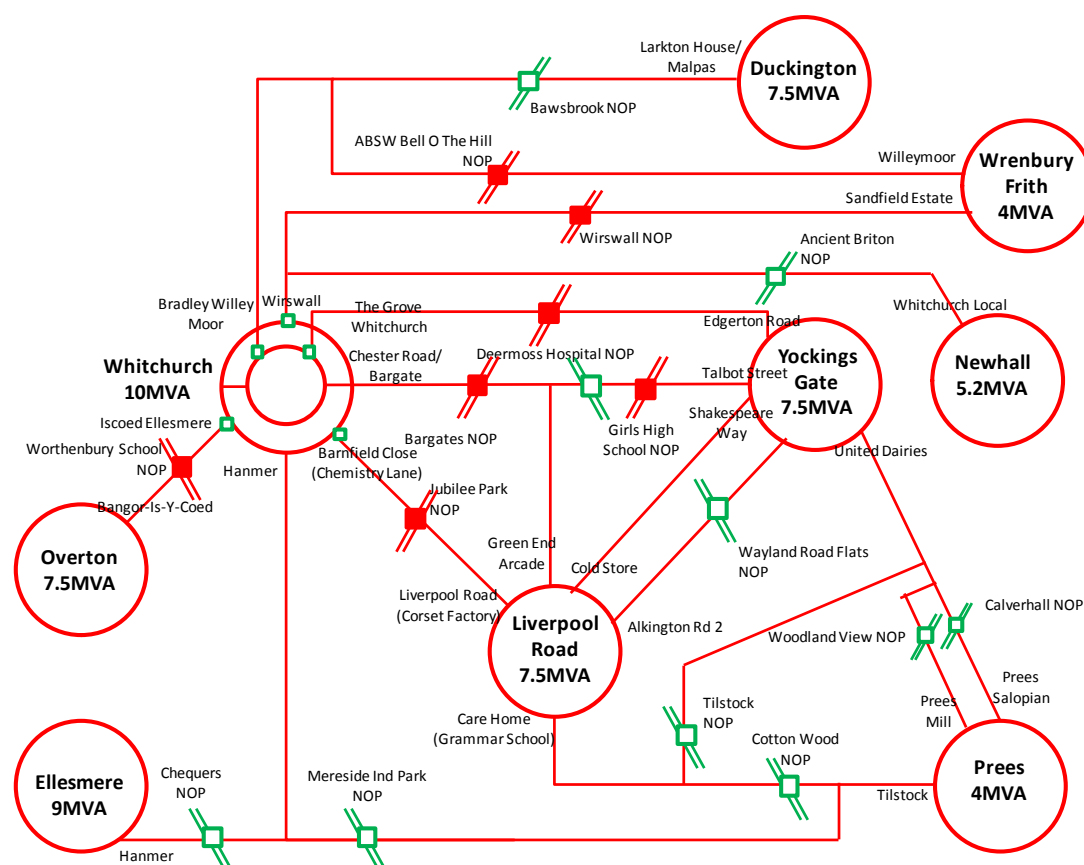 Larkton House/
Malpas
Duckington
7.5MVA
Bawsbrook NOP
ABSW Bell O The Hill
NOP
Willeymoor
Wrenbury
Frith
4MVA
Sandfield Estate
Wirswall NOP
Ancient Briton
NOP
Bradley Willey
Moor
Wirswall
The Grove
Whitchurch
Edgerton Road
Whitchurch Local
Whitchurch
10MVA
Chester Road/
Bargate
Deermoss Hospital NOP
Talbot Street
Yockings
Gate
7.5MVA
Newhall
5.2MVA
Iscoed Ellesmere
Worthenbury School
NOP
Hanmer
Barnfield Close
(Chemistry Lane)
Bargates NOP
Girls High
School NOP
Shakespeare
Way
United Dairies
Bangor-Is-Y-Coed
Jubilee Park
NOP
Overton
7.5MVA
Green End
Arcade
Cold Store
Wayland Road Flats
NOP
Liverpool Road
(Corset Factory)
Liverpool
Road
7.5MVA
Alkington Rd 2
Woodland View NOP
Calverhall NOP
Care Home
(Grammar School)
Tilstock
NOP
Prees
Mill
Prees
Salopian
Cotton Wood
NOP
Ellesmere
9MVA
Chequers
NOP
Mereside Ind Park
NOP
Tilstock
Prees
4MVA
Hanmer